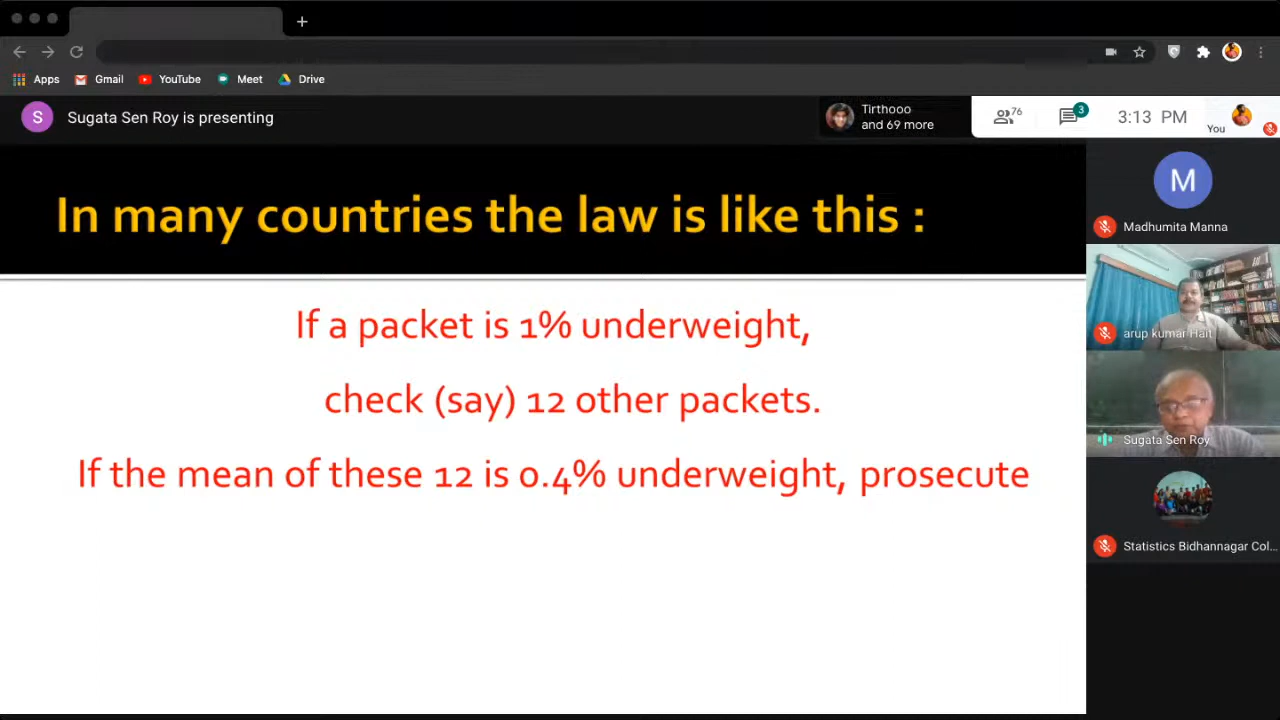 Apps Gmail YouTube Meet Drive
S Sugata Sen Roy is presenting
Tirthooo
and 69 more
76
3
3:13 PM
You
In many countries the law is like this :
If a packet is 1% underweight,
check (say) 12 other packets.
If the mean of these 12 is 0.4% underweight, prosecute
M
Madhumita Manna
arup kumar Hait
Sugata Sen Roy
Statistics Bidhannagar Col...